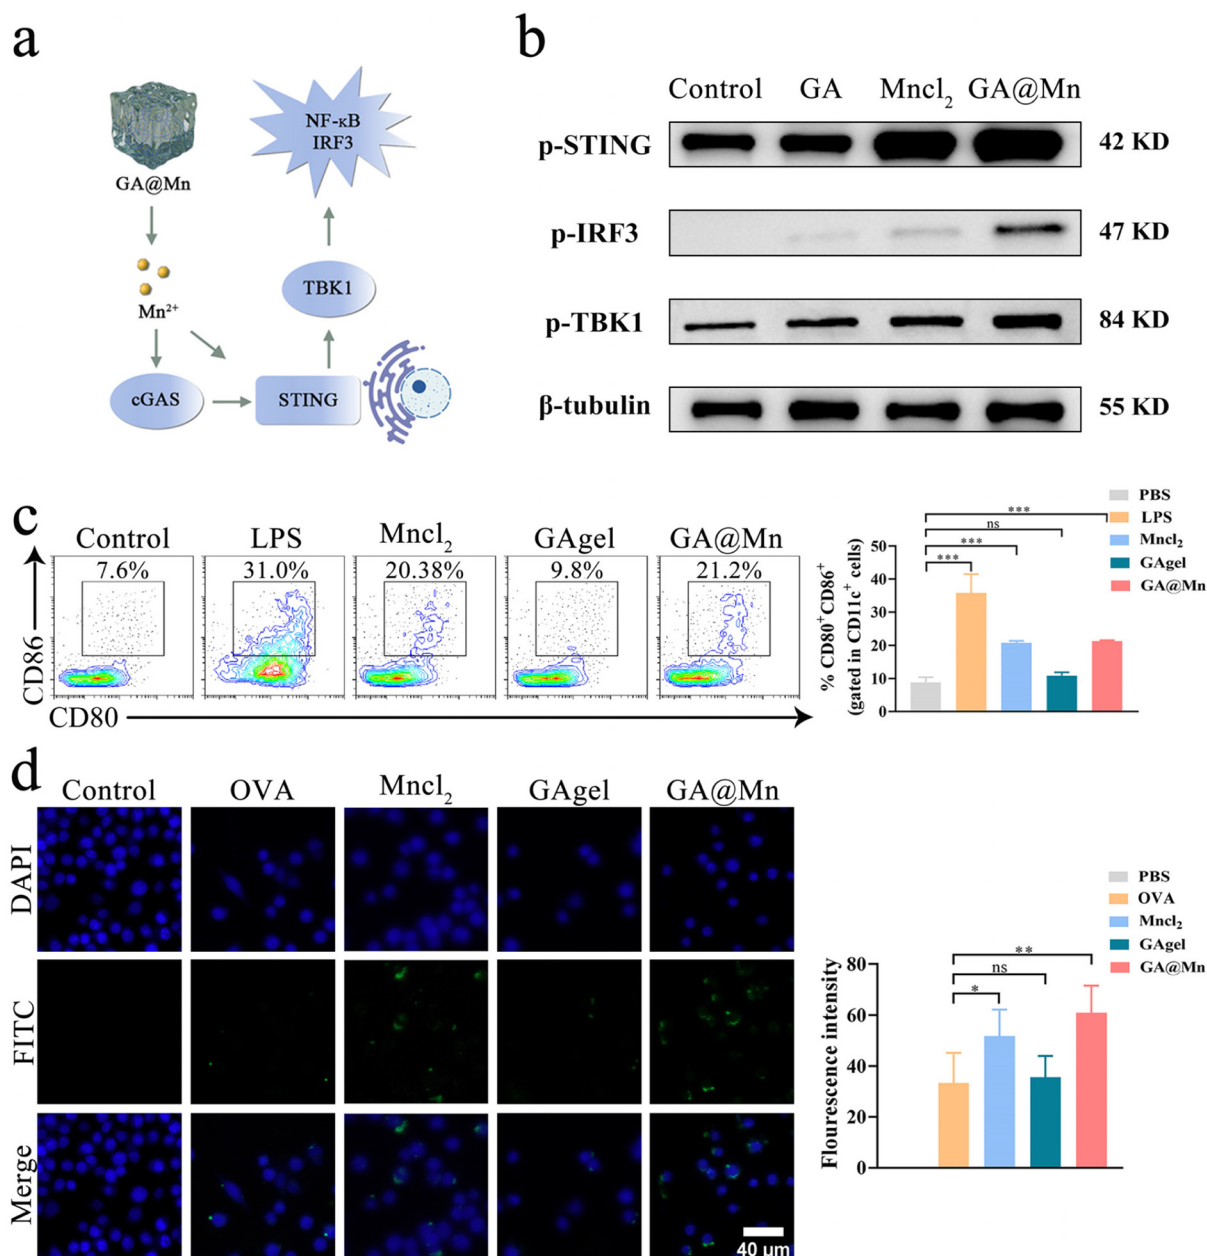 a
GA@Mn
Mn²⁺
cGAS
STING
TBK1
NF-κB
IRF3
b
Control GA Mncl₂ GA@Mn
p-STING 42 KD
p-IRF3 47 KD
p-TBK1 84 KD
β-tubulin 55 KD
c
Control LPS Mncl₂ GAgel GA@Mn
7.6% 31.0% 20.38% 9.8% 21.2%
CD86
CD80
% CD80⁺CD86⁺
(gated in CD11c⁺ cells)
50
40
30
20
10
0
***
ns
***
***
PBS
LPS
Mncl₂
GAgel
GA@Mn
d
Control OVA Mncl₂ GAgel GA@Mn
DAPI
FITC
Merge
40 μm
Flourescence intensity
80
60
40
20
0
**
ns
*
PBS
OVA
Mncl₂
GAgel
GA@Mn